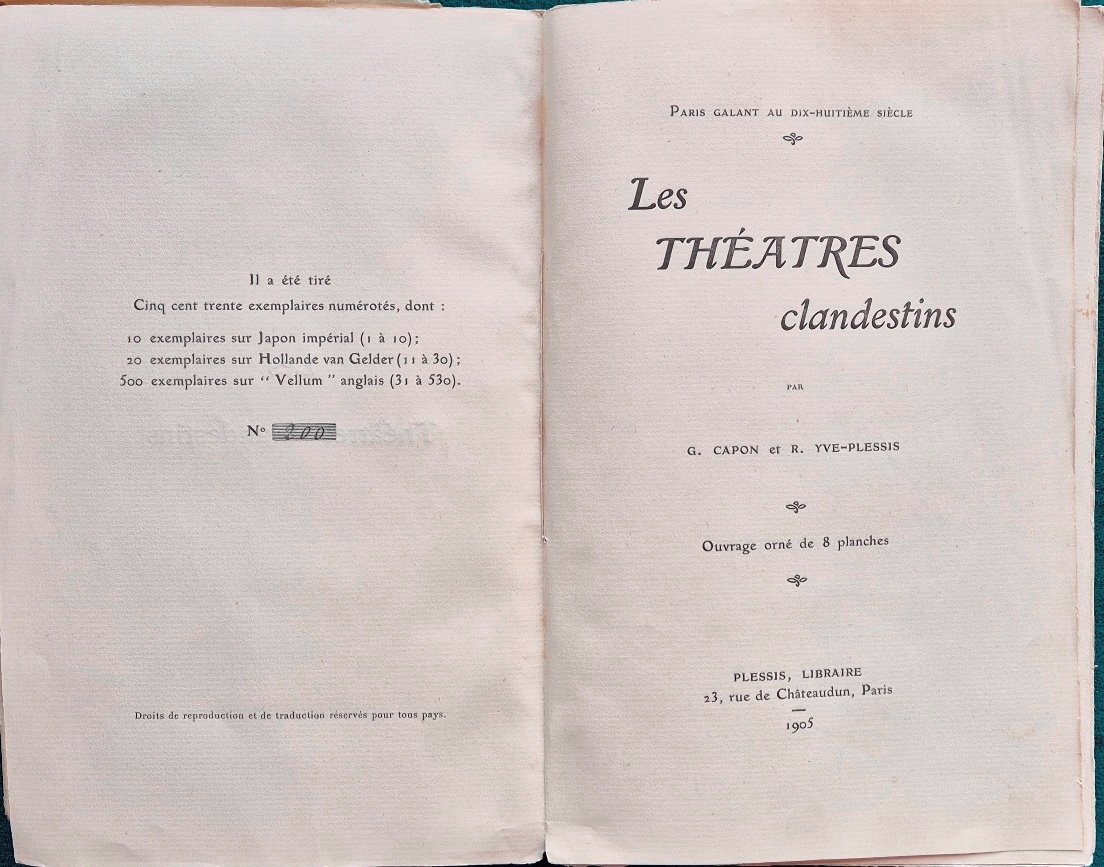 Il a été tiré
Cinq cent trente exemplaires numérotés, dont :
10 exemplaires sur Japon impérial (1 à 10);
20 exemplaires sur Hollande van Gelder (11 à 30);
500 exemplaires sur “ Vellum ” anglais (31 à 530).
No 200
Droits de reproduction et de traduction réservés pour tous pays.
PARIS GALANT AU DIX-HUITIÈME SIÈCLE
Les
THÉATRES
clandestins
PAR
G. CAPON et R. YVE-PLESSIS
Ouvrage orné de 8 planches
PLESSIS, LIBRAIRE
23, rue de Châteaudun, Paris
1905